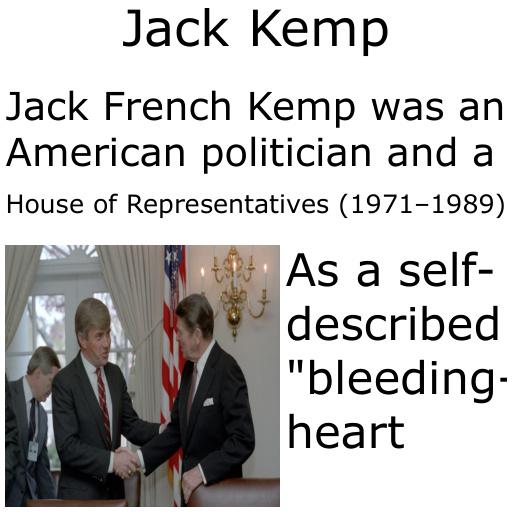 Jack Kemp
Jack French Kemp was an
American politician and a
House of Representatives (1971–1989)
As a self-
described
"bleeding-
heart